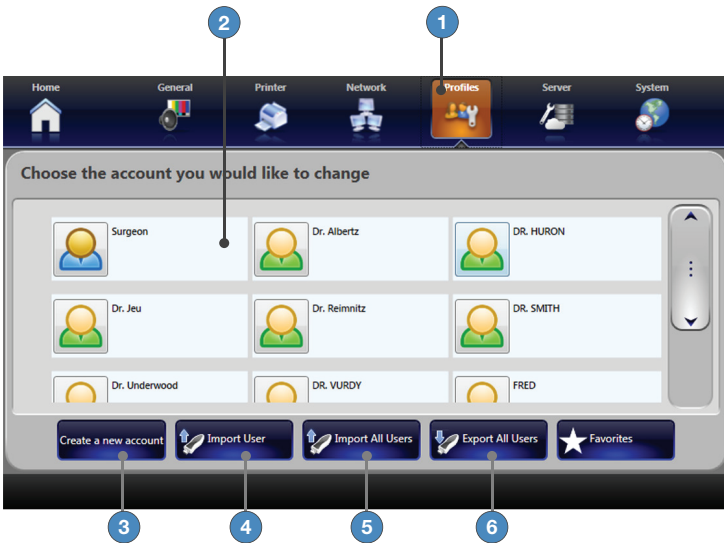 2
1
Home
General
Printer
Network
Profiles
Server
System
Choose the account you would like to change
Surgeon
Dr. Albertz
DR. HURON
Dr. Jeu
Dr. Reimnitz
DR. SMITH
Dr. Underwood
DR. VURDY
FRED
Create a new account
Import User
Import All Users
Export All Users
Favorites
3
4
5
6